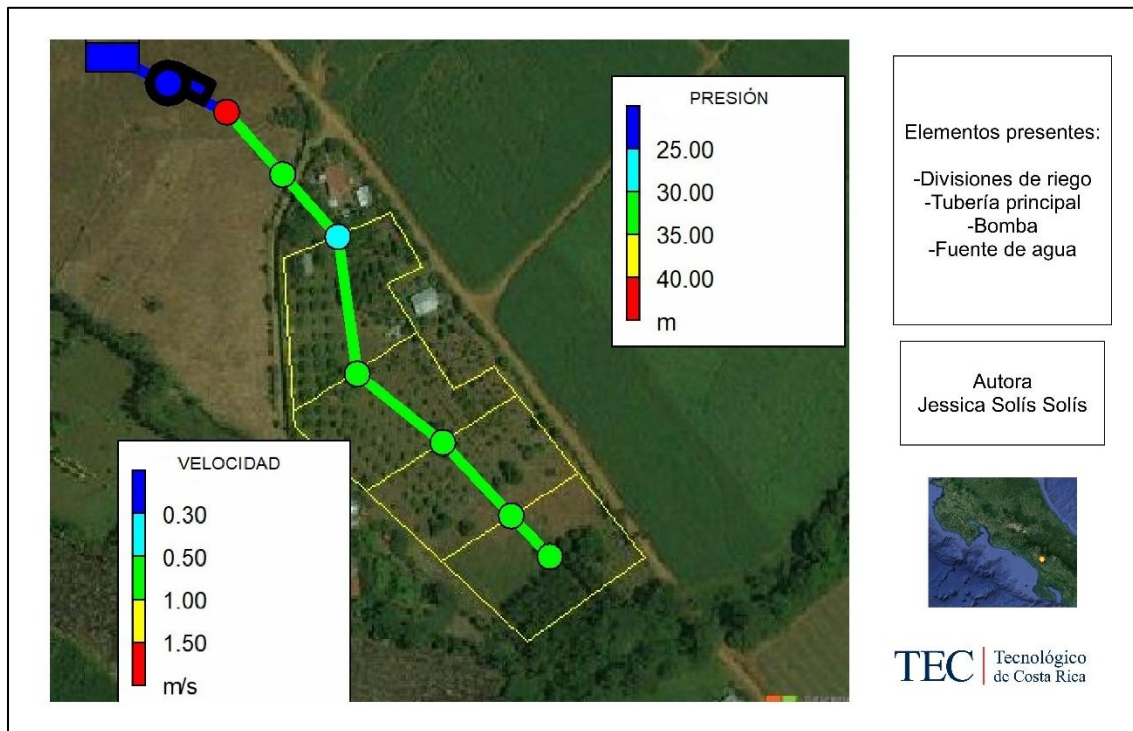 PRESIÓN
25.00
30.00
35.00
40.00
m
VELOCIDAD
0.30
0.50
1.00
1.50
m/s
Elementos presentes:
-Divisiones de riego
-Tubería principal
-Bomba
-Fuente de agua
Autora
Jessica Solís Solís
TEC
Tecnológico
de Costa Rica